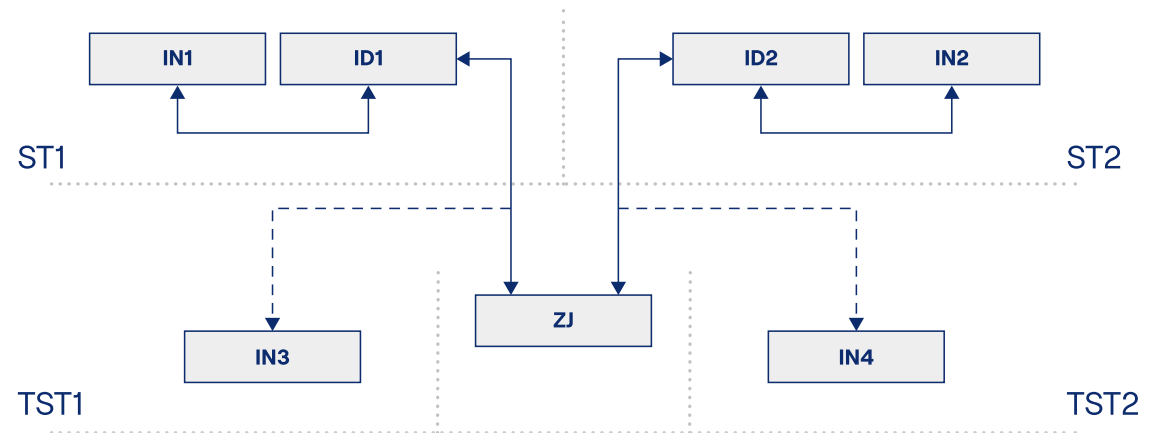 IN1
ID1
ID2
IN2
ST1
ST2
ZJ
IN3
IN4
TST1
TST2